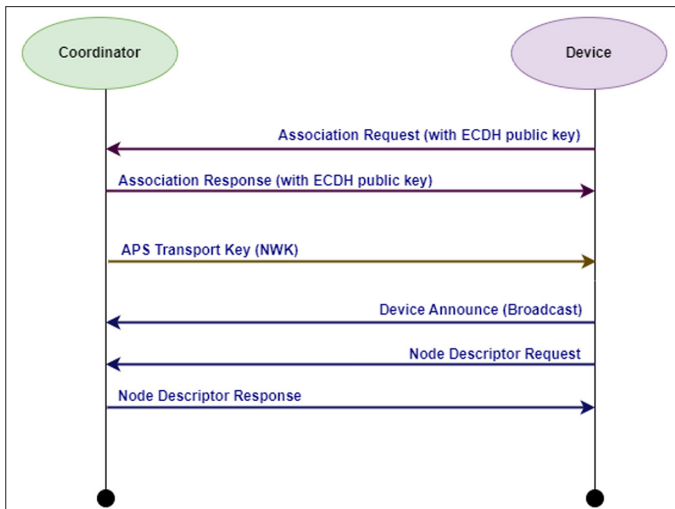 Coordinator
Device
Association Request (with ECDH public key)
Association Response (with ECDH public key)
APS Transport Key (NWK)
Device Announce (Broadcast)
Node Descriptor Request
Node Descriptor Response